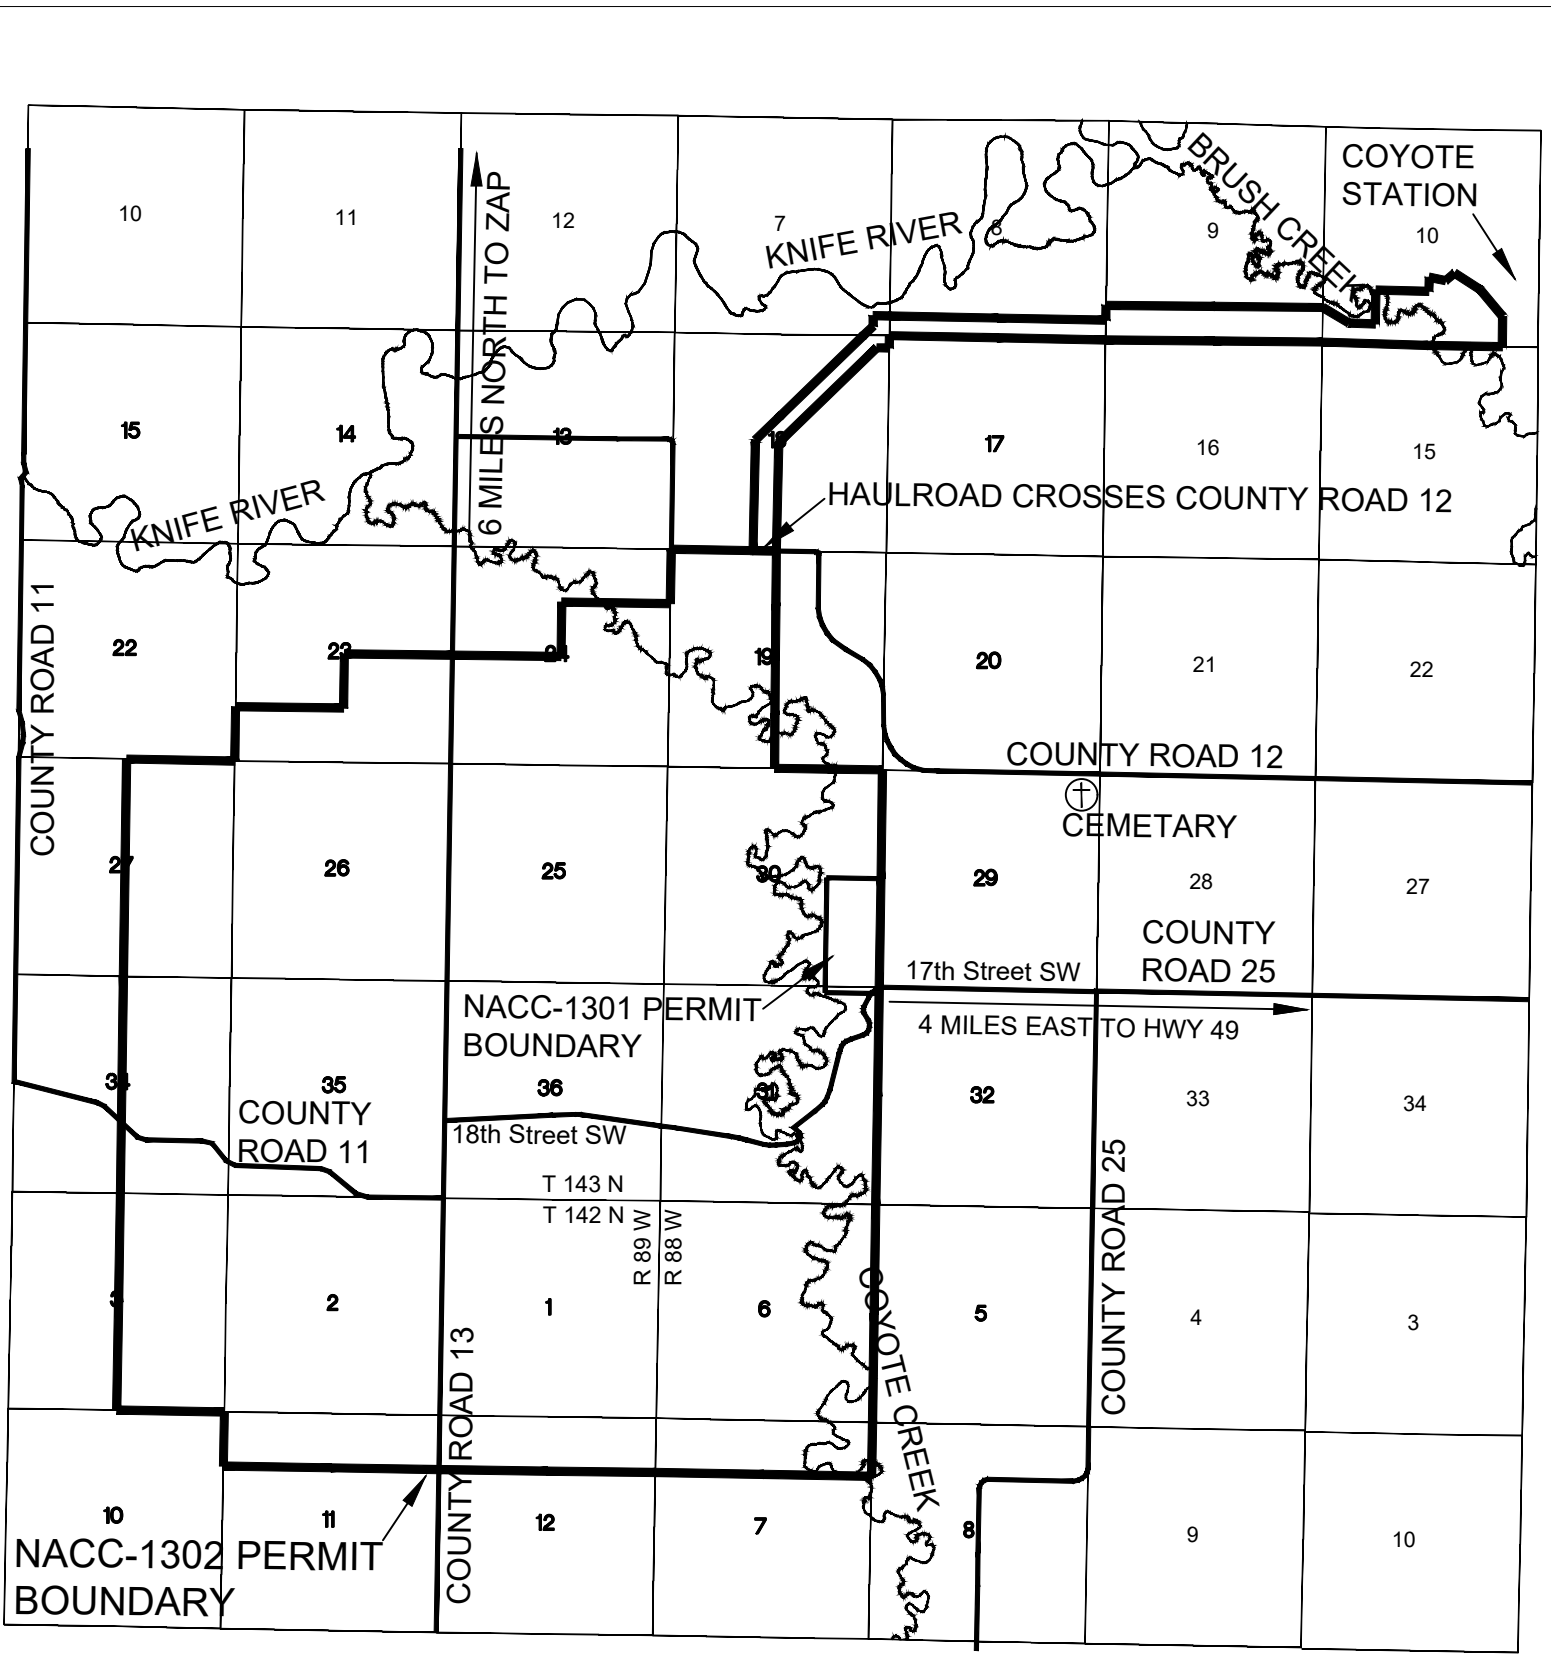 COYOTE
STATION
BRUSH CREEK
10
11
12
7
8
9
10
KNIFE RIVER
6 MILES NORTH TO ZAP
15
14
13
18
17
16
15
KNIFE RIVER
HAULROAD CROSSES COUNTY ROAD 12
COUNTY ROAD 11
22
23
24
19
20
21
22
COUNTY ROAD 12
CEMETARY
27
26
25
30
29
28
27
COUNTY
ROAD 25
17th Street SW
NACC-1301 PERMIT
BOUNDARY
4 MILES EAST TO HWY 49
34
35
36
31
32
33
34
COUNTY
ROAD 11
18th Street SW
T 143 N
T 142 N
R 89 W
R 88 W
COUNTY ROAD 25
3
2
1
6
5
4
3
COYOTE CREEK
COUNTY ROAD 13
10
11
12
7
8
9
10
NACC-1302 PERMIT
BOUNDARY